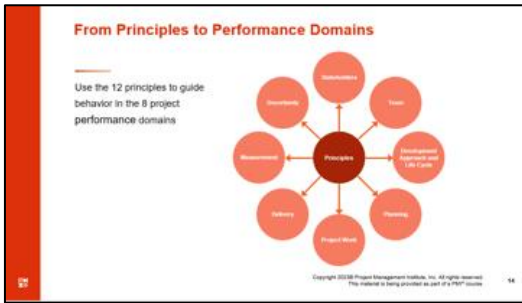 From Principles to Performance Domains
Use the 12 principles to guide
behavior in the 8 project
performance domains
Stakeholders
Uncertainty
Team
Measurement
Principles
Development
Approach and
Life Cycle
Delivery
Planning
Project Work
Project Management Institute, Inc. All rights reserved.
This material is being provided as part of a PMI® course
14